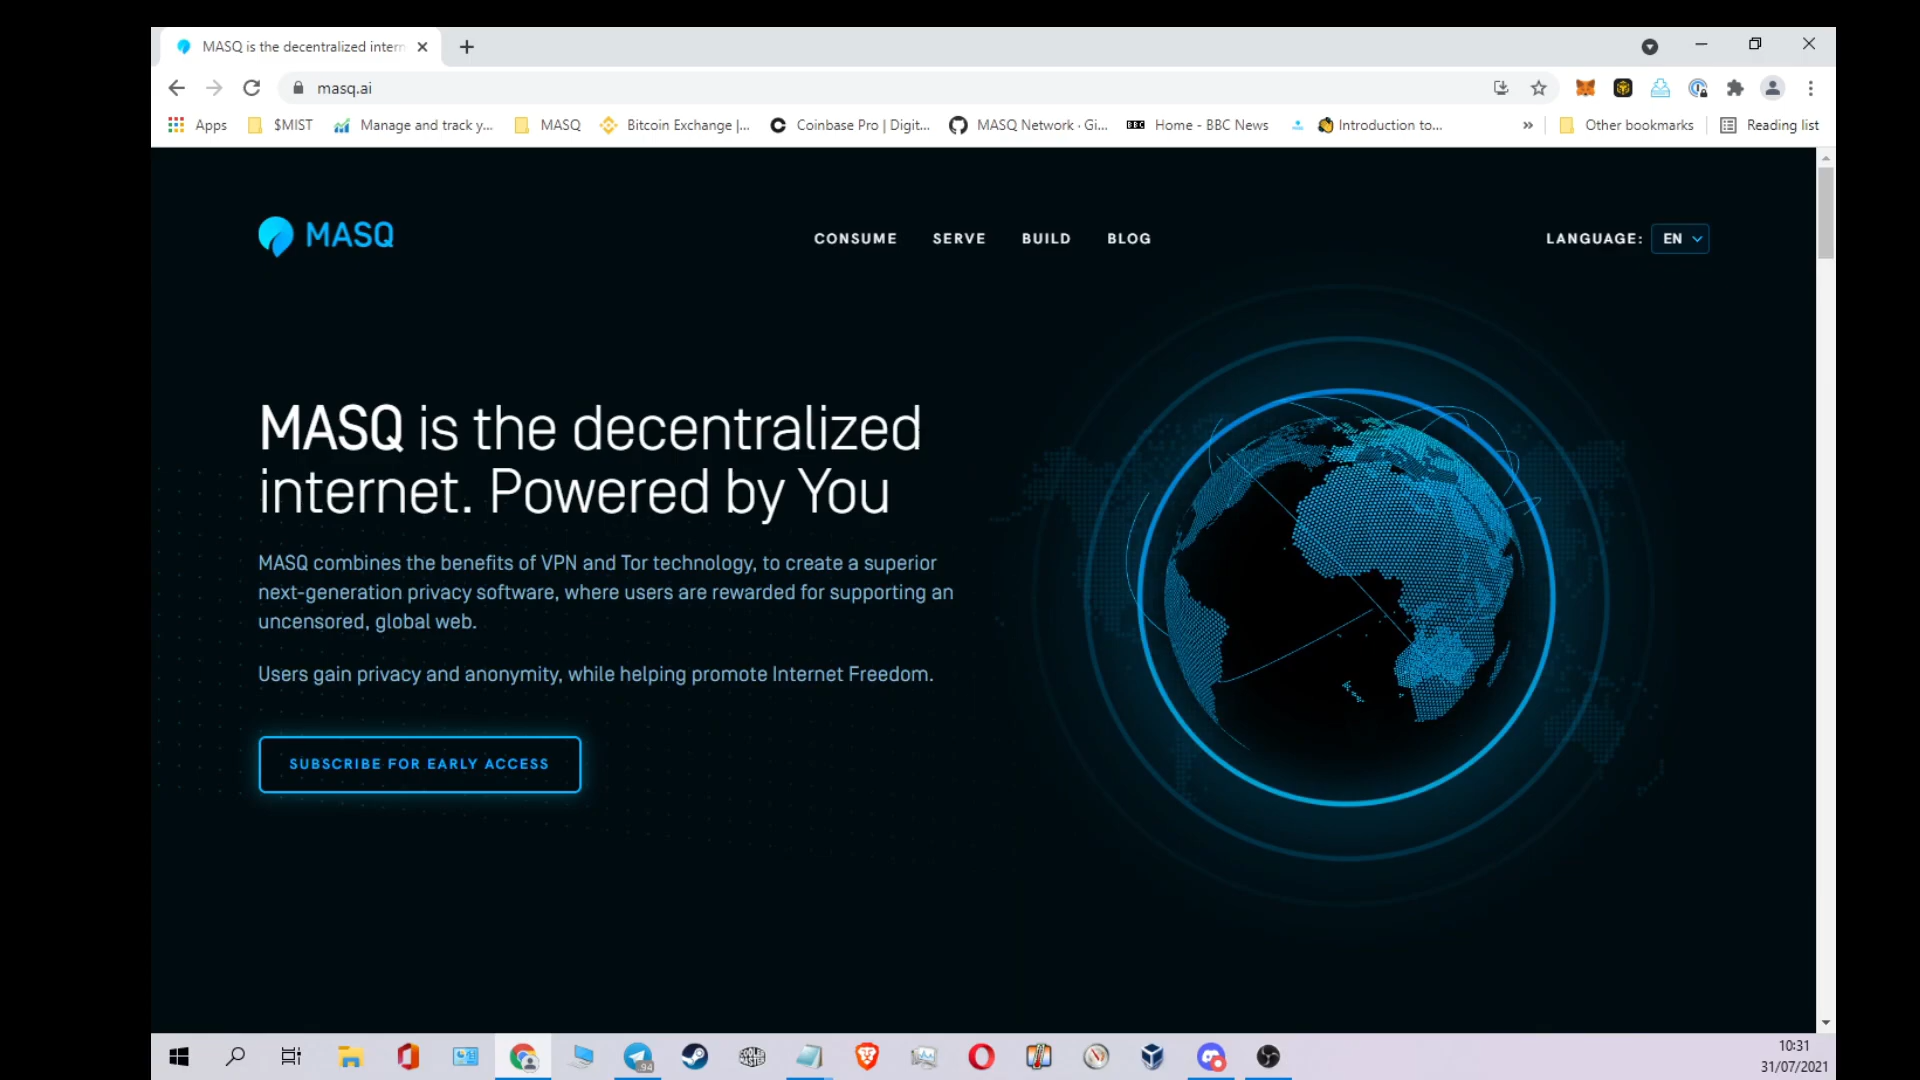 MASQ is the decentralized intern
masq.ai
Apps
$MIST
Manage and track y...
MASQ
Bitcoin Exchange |...
Coinbase Pro | Digit...
MASQ Network · Gi...
BBC
Home - BBC News
Introduction to...
»
Other bookmarks
Reading list
MASQ
CONSUME
SERVE
BUILD
BLOG
LANGUAGE:
EN
MASQ is the decentralized
internet. Powered by You
MASQ combines the benefits of VPN and Tor technology, to create a superior
next-generation privacy software, where users are rewarded for supporting an
uncensored, global web.
Users gain privacy and anonymity, while helping promote Internet Freedom.
SUBSCRIBE FOR EARLY ACCESS
94
COOLER
MASTER
10:31
31/07/2021